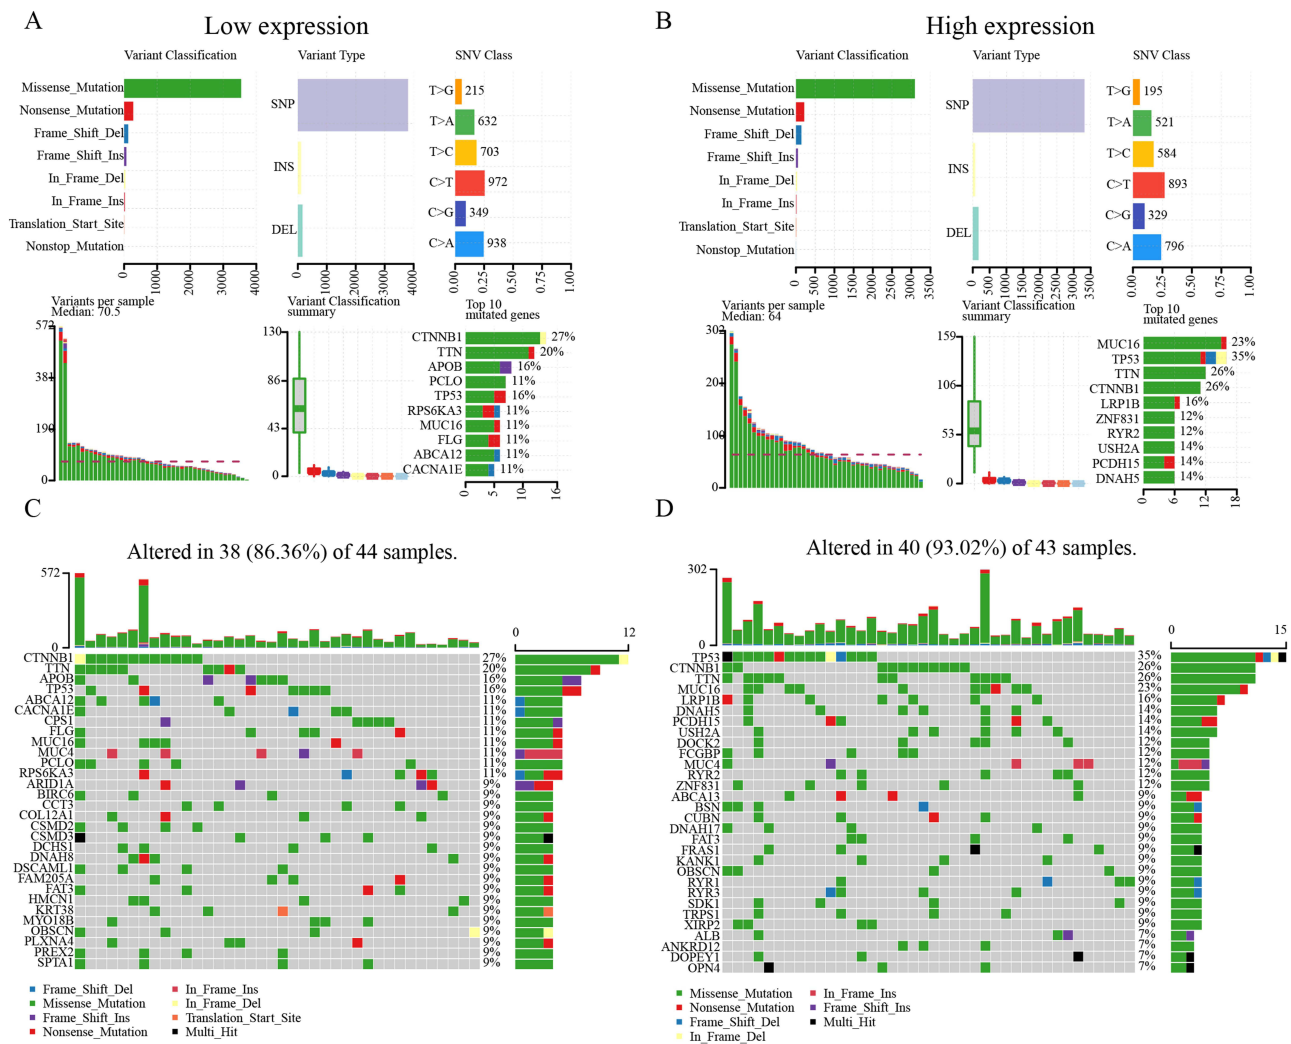 A
Low expression
Variant Classification
Missense_Mutation
Nonsense_Mutation
Frame_Shift_Del
Frame_Shift_Ins
In_Frame_Del
In_Frame_Ins
Translation_Start_Site
Nonstop_Mutation
0
1000
2000
3000
4000
Variant Type
SNP
INS
DEL
0
1000
2000
3000
4000
SNV Class
T>G 215
T>A 632
T>C 703
C>T 972
C>G 349
C>A 938
0.00
0.25
0.50
0.75
1.00
Variants per sample
Median: 70.5
572
381
190
0
Variant Classification
summary
130
86
43
0
Top 10
mutated genes
CTNNB1 27%
TTN 20%
APOB 16%
PCLO 11%
TP53 16%
RPS6KA3 11%
MUC16 11%
FLG 11%
ABCA12 11%
CACNA1E 11%
0
5
10
16
B
High expression
Variant Classification
Missense_Mutation
Nonsense_Mutation
Frame_Shift_Del
Frame_Shift_Ins
In_Frame_Del
In_Frame_Ins
Translation_Start_Site
Nonstop_Mutation
0
500
1000
1500
2000
2500
3000
3500
Variant Type
SNP
INS
DEL
0
500
1000
1500
2000
2500
3000
3500
SNV Class
T>G 195
T>A 521
T>C 584
C>T 893
C>G 329
C>A 796
0.00
0.25
0.50
0.75
1.00
Variants per sample
Median: 64
302
201
100
0
Variant Classification
summary
159
106
53
0
Top 10
mutated genes
MUC16 23%
TP53 35%
TTN 26%
CTNNB1 26%
LRP1B 16%
ZNF831 12%
RYR2 12%
USH2A 14%
PCDH15 14%
DNAH5 14%
0
6
12
18
C
Altered in 38 (86.36%) of 44 samples.
572
0
0 12
CTNNB1 27%
TTN 20%
APOB 16%
TP53 16%
ABCA12 11%
CACNA1E 11%
CPS1 11%
FLG 11%
MUC16 11%
MUC4 11%
PCLO 11%
RPS6KA3 11%
ARID1A 9%
BIRC6 9%
CCT3 9%
COL12A1 9%
CSMD2 9%
CSMD3 9%
DCHS1 9%
DNAH8 9%
DSCAML1 9%
FAM205A 9%
FAT3 9%
HMCN1 9%
KRT38 9%
MYO18B 9%
OBSCN 9%
PLXNA4 9%
PREX2 9%
SPTA1 9%
Frame_Shift_Del
Missense_Mutation
Frame_Shift_Ins
Nonsense_Mutation
In_Frame_Ins
In_Frame_Del
Translation_Start_Site
Multi_Hit
D
Altered in 40 (93.02%) of 43 samples.
302
0
0 15
TP53 35%
CTNNB1 26%
TTN 26%
MUC16 23%
LRP1B 16%
DNAH5 14%
PCDH15 14%
USH2A 14%
DOCK2 12%
FCGBP 12%
MUC4 12%
RYR2 12%
ZNF831 12%
ABCA13 9%
BSN 9%
CUBN 9%
DNAH17 9%
FAT3 9%
FRAS1 9%
KANK1 9%
OBSCN 9%
RYR1 9%
RYR3 9%
SDK1 9%
TRPS1 9%
XIRP2 9%
ALB 7%
ANKRD12 7%
DOPEY1 7%
OPN4 7%
Missense_Mutation
Nonsense_Mutation
Frame_Shift_Del
In_Frame_Del
In_Frame_Ins
Frame_Shift_Ins
Multi_Hit